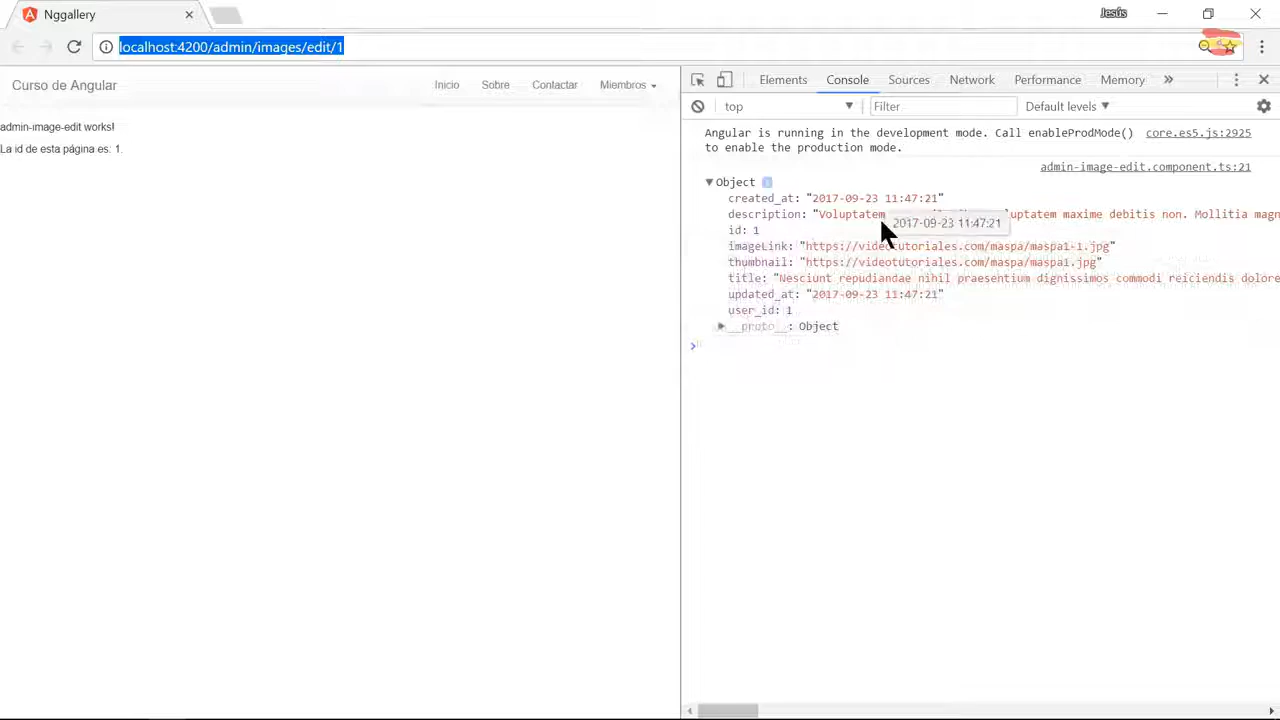 Nggallery
Jesús
localhost:4200/admin/images/edit/1
Curso de Angular
Inicio
Sobre
Contactar
Miembros
admin-image-edit works!
La id de esta página es: 1.
Elements
Console
Sources
Network
Performance
Memory
top
Filter
Default levels
Angular is running in the development mode. Call enableProdMode() core.es5.js:2925
to enable the production mode.
admin-image-edit.component.ts:21
Object
created_at: "2017-09-23 11:47:21"
description: "Voluptatem uptatem maxime debitis non. Mollitia magn
2017-09-23 11:47:21
id: 1
imageLink: "https://videotutoriales.com/maspa/maspa1-1.jpg"
thumbnail: "https://videotutoriales.com/maspa/maspa1.jpg"
title: "Nesciunt repudiandae nihil praesentium dignissimos commodi reiciendis dolore
updated_at: "2017-09-23 11:47:21"
user_id: 1
__proto__: Object